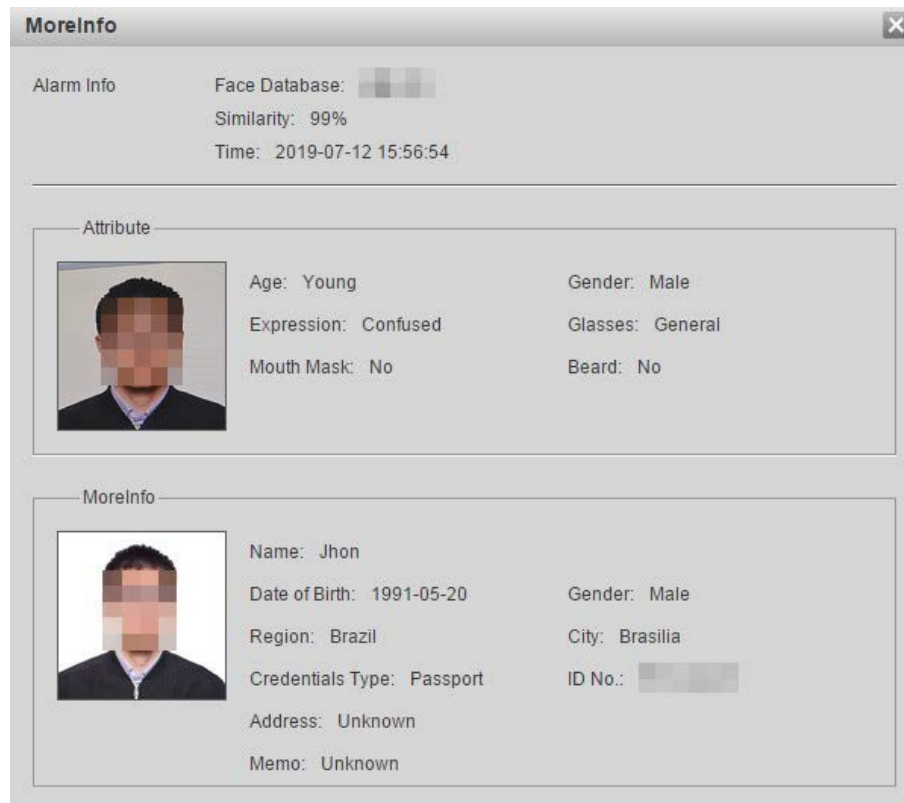 MoreInfo
Alarm Info
Face Database:
Similarity: 99%
Time: 2019-07-12 15:56:54
Attribute
Age: Young Gender: Male
Expression: Confused Glasses: General
Mouth Mask: No Beard: No
MoreInfo
Name: Jhon
Date of Birth: 1991-05-20 Gender: Male
Region: Brazil City: Brasilia
Credentials Type: Passport ID No.:
Address: Unknown
Memo: Unknown